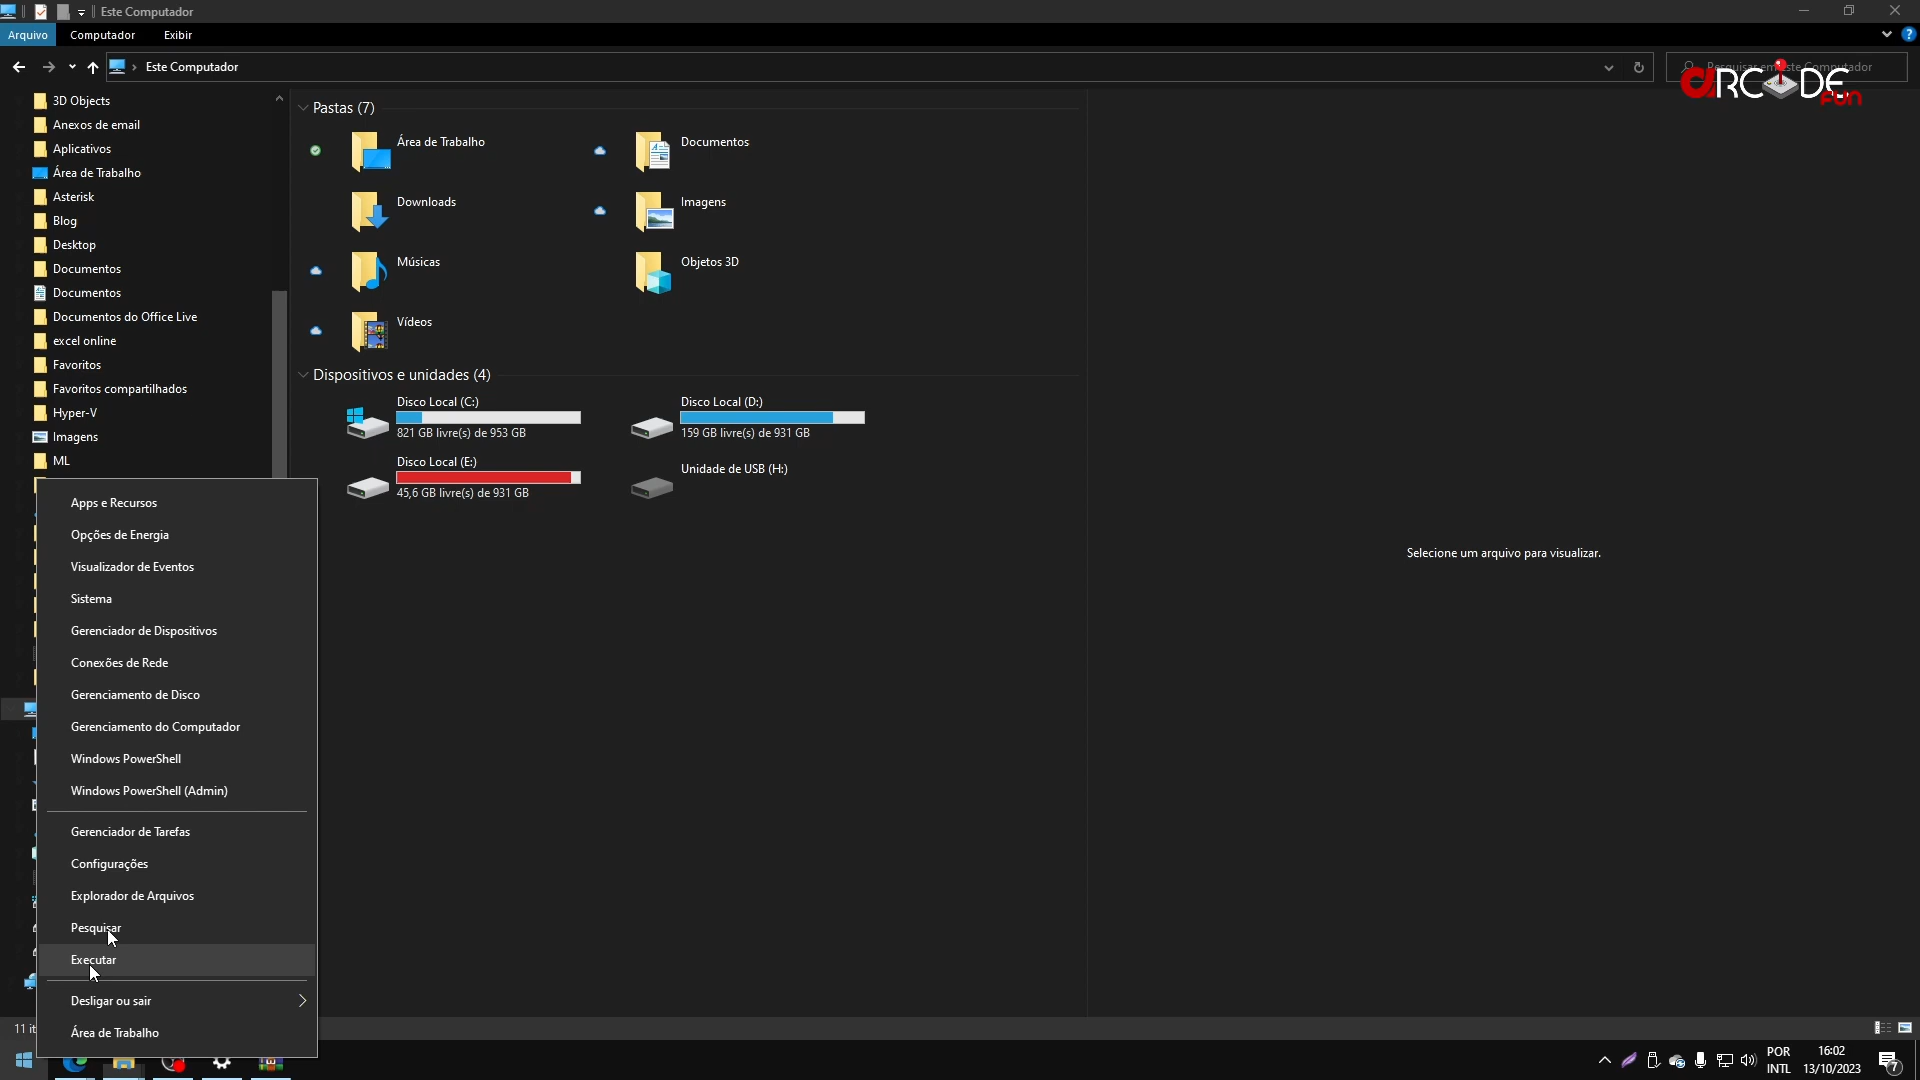 Este Computador
Arquivo
Computador
Exibir
Este Computador
Pesquisar em Este Computador
ARCADE
FUN
3D Objects
Anexos de email
Aplicativos
Área de Trabalho
Asterisk
Blog
Desktop
Documentos
Documentos
Documentos do Office Live
excel online
Favoritos
Favoritos compartilhados
Hyper-V
Imagens
ML
Pastas (7)
Área de Trabalho
Documentos
Downloads
Imagens
Músicas
Objetos 3D
Vídeos
Dispositivos e unidades (4)
Disco Local (C:)
821 GB livre(s) de 953 GB
Disco Local (D:)
159 GB livre(s) de 931 GB
Disco Local (E:)
45,6 GB livre(s) de 931 GB
Unidade de USB (H:)
Selecione um arquivo para visualizar.
Apps e Recursos
Opções de Energia
Visualizador de Eventos
Sistema
Gerenciador de Dispositivos
Conexões de Rede
Gerenciamento de Disco
Gerenciamento do Computador
Windows PowerShell
Windows PowerShell (Admin)
Gerenciador de Tarefas
Configurações
Explorador de Arquivos
Pesquisar
Executar
Desligar ou sair
Área de Trabalho
11 it
POR
INTL
16:02
13/10/2023
7